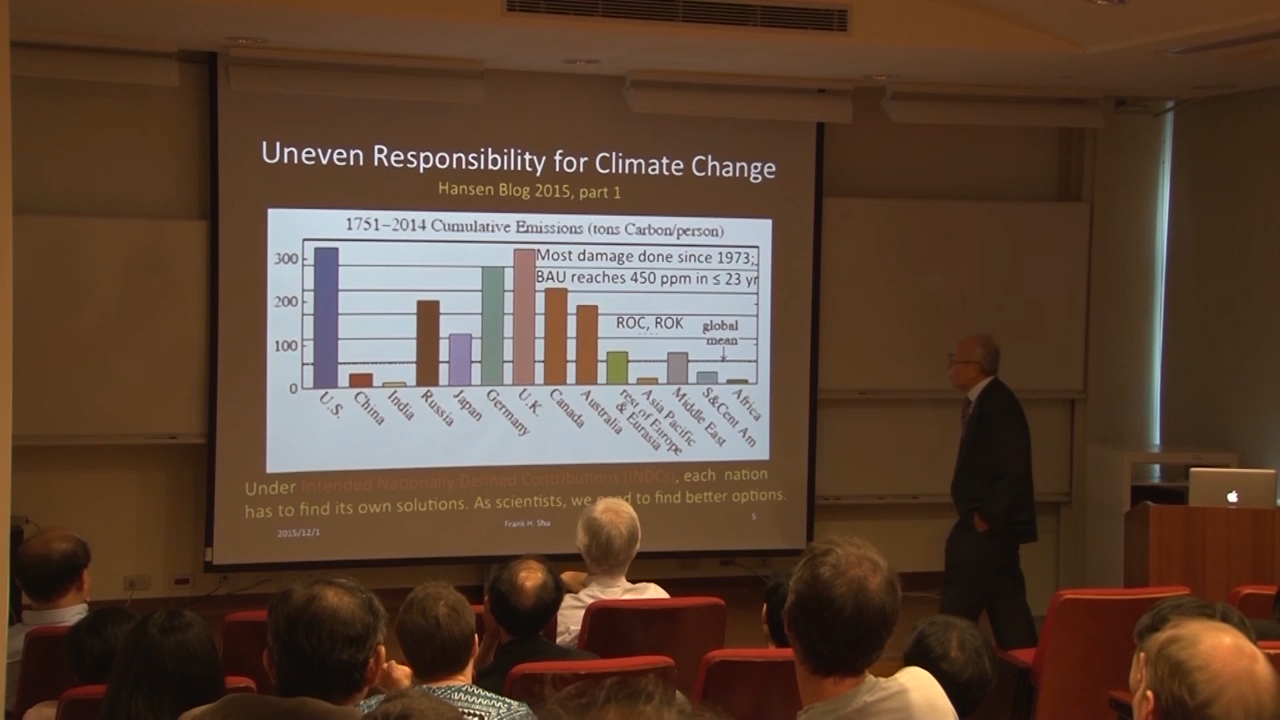 Uneven Responsibility for Climate Change
Hansen Blog 2015, part 1
1751–2014 Cumulative Emissions (tons Carbon/person)
300
200
100
0
Most damage done since 1973;
BAU reaches 450 ppm in ≤ 23 yr
ROC, ROK
global
mean
U.S.
China
India
Russia
Japan
Germany
U.K.
Canada
Australia
rest of Europe
& Eurasia
Asia Pacific
Middle East
S&Cent Am
Africa
Under Intended Nationally Defined Contributions (INDCs), each nation
has to find its own solutions. As scientists, we need to find better options.
2015/12/1
Frank H. Shu
5